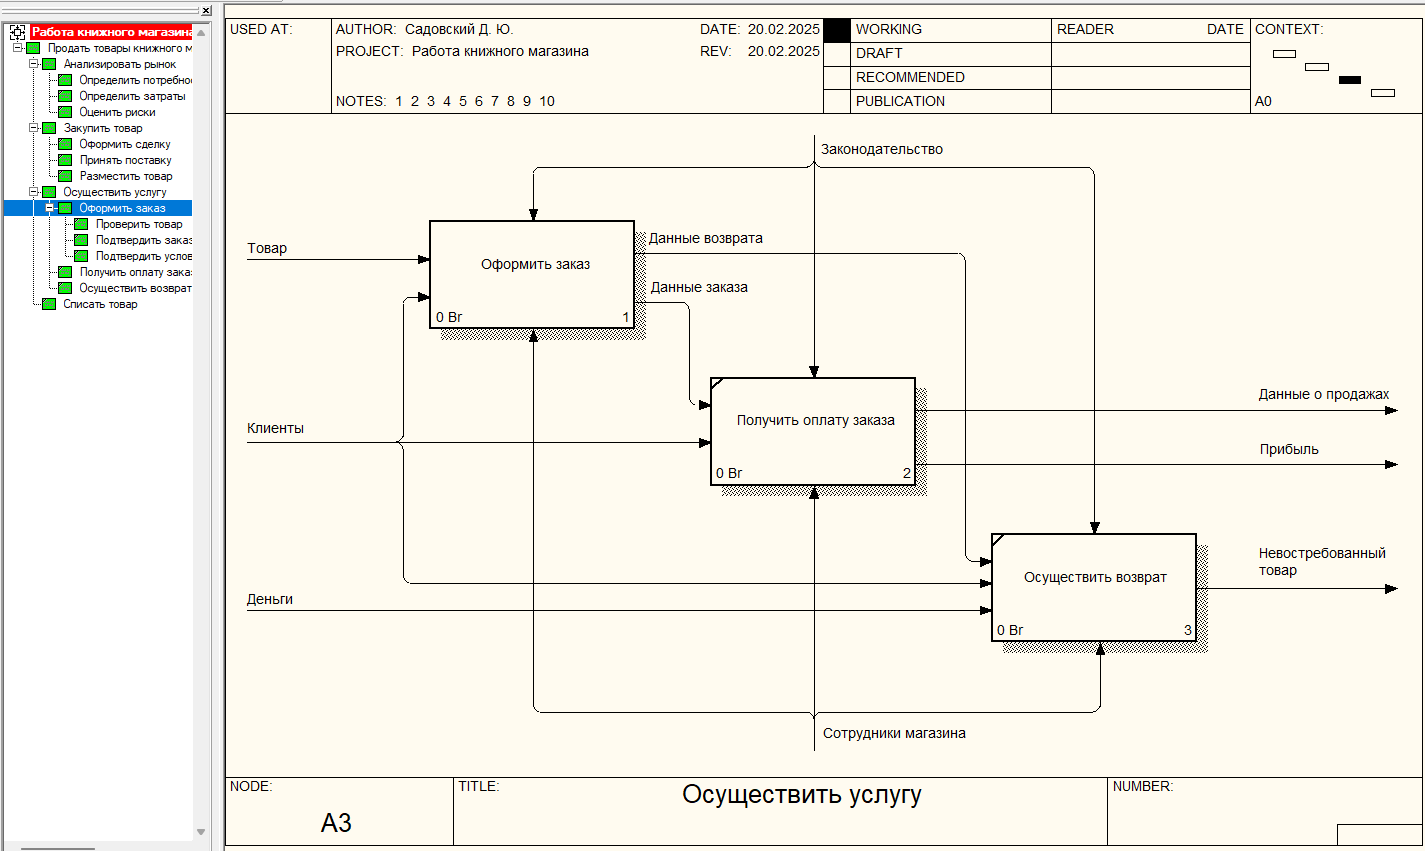 Работа книжного магазина
Продать товары книжного м
Анализировать рынок
Определить потребно
Определить затраты
Оценить риски
Закупить товар
Оформить сделку
Принять поставку
Разместить товар
Осуществить услугу
Оформить заказ
Проверить товар
Подтвердить заказ
Подтвердить услов
Получить оплату зака
Осуществить возврат
Списать товар
USED AT:
AUTHOR: Садовский Д. Ю.
DATE: 20.02.2025
PROJECT: Работа книжного магазина
REV: 20.02.2025
NOTES: 1 2 3 4 5 6 7 8 9 10
WORKING
DRAFT
RECOMMENDED
PUBLICATION
READER DATE
CONTEXT:
A0
Законодательство
Товар
Оформить заказ
0 Br 1
Данные возврата
Данные заказа
Клиенты
Получить оплату заказа
0 Br 2
Данные о продажах
Прибыль
Деньги
Осуществить возврат
0 Br 3
Невостребованный
товар
Сотрудники магазина
NODE:
A3
TITLE:
Осуществить услугу
NUMBER: